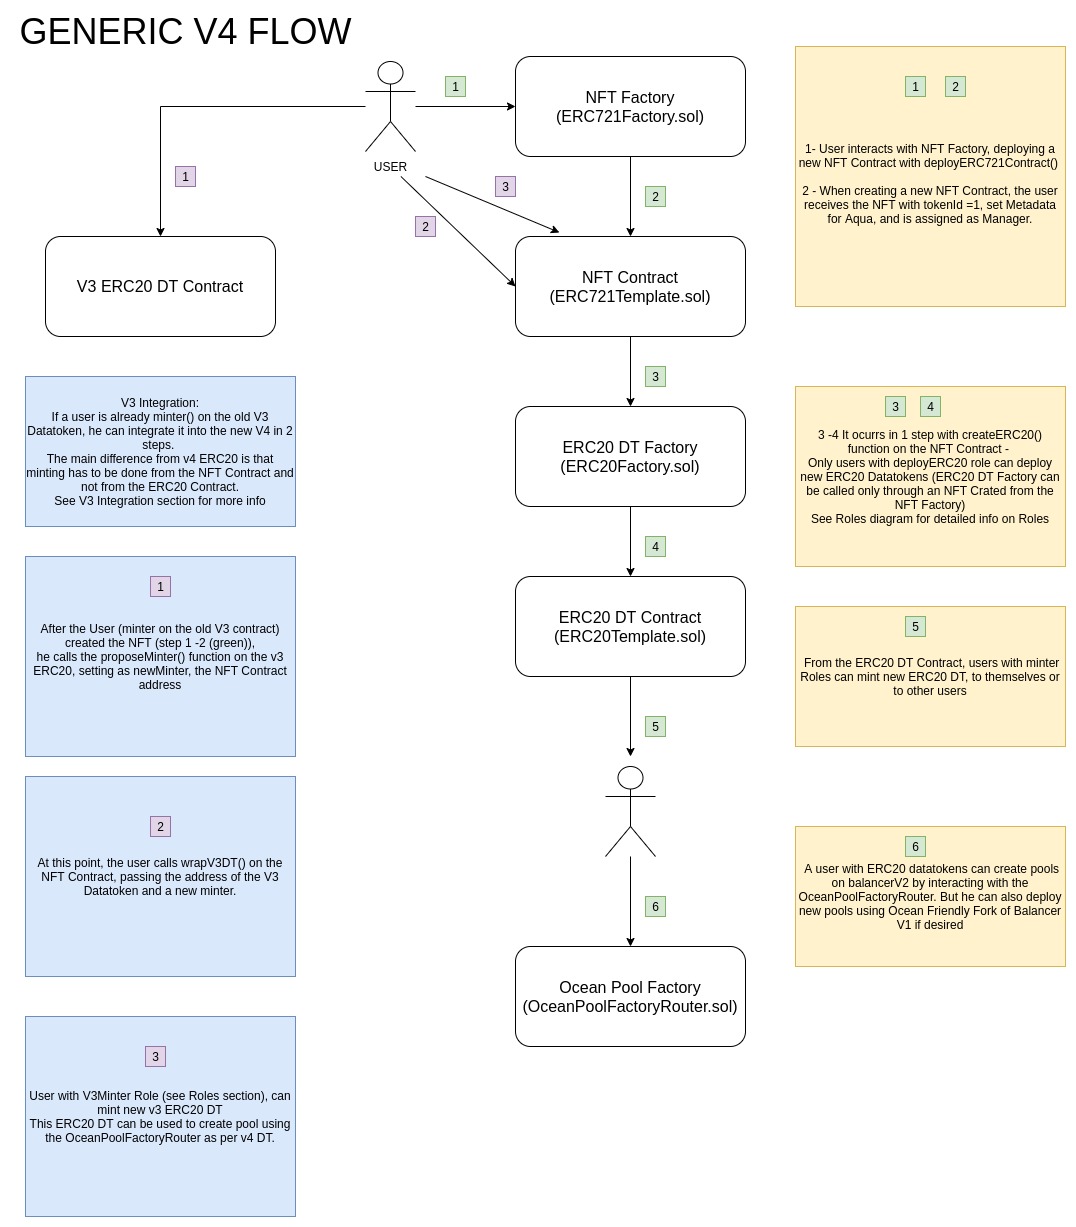 GENERIC V4 FLOW
1
NFT Factory
(ERC721Factory.sol)
USER
1
2
3
2
V3 ERC20 DT Contract
NFT Contract
(ERC721Template.sol)
3
ERC20 DT Factory
(ERC20Factory.sol)
4
ERC20 DT Contract
(ERC20Template.sol)
5
6
Ocean Pool Factory
(OceanPoolFactoryRouter.sol)
V3 Integration:
If a user is already minter() on the old V3
Datatoken, he can integrate it into the new V4 in 2
steps.
The main difference from v4 ERC20 is that
minting has to be done from the NFT Contract and
not from the ERC20 Contract.
See V3 Integration section for more info
1
After the User (minter on the old V3 contract)
created the NFT (step 1 -2 (green)),
he calls the proposeMinter() function on the v3
ERC20, setting as newMinter, the NFT Contract
address
2
At this point, the user calls wrapV3DT() on the
NFT Contract, passing the address of the V3
Datatoken and a new minter.
3
User with V3Minter Role (see Roles section), can
mint new v3 ERC20 DT
This ERC20 DT can be used to create pool using
the OceanPoolFactoryRouter as per v4 DT.
1 2
1- User interacts with NFT Factory, deploying a
new NFT Contract with deployERC721Contract()
2 - When creating a new NFT Contract, the user
receives the NFT with tokenId =1, set Metadata
for Aqua, and is assigned as Manager.
3 4
3 -4 It ocurrs in 1 step with createERC20()
function on the NFT Contract -
Only users with deployERC20 role can deploy
new ERC20 Datatokens (ERC20 DT Factory can
be called only through an NFT Crated from the
NFT Factory)
See Roles diagram for detailed info on Roles
5
From the ERC20 DT Contract, users with minter
Roles can mint new ERC20 DT, to themselves or
to other users
6
A user with ERC20 datatokens can create pools
on balancerV2 by interacting with the
OceanPoolFactoryRouter. But he can also deploy
new pools using Ocean Friendly Fork of Balancer
V1 if desired